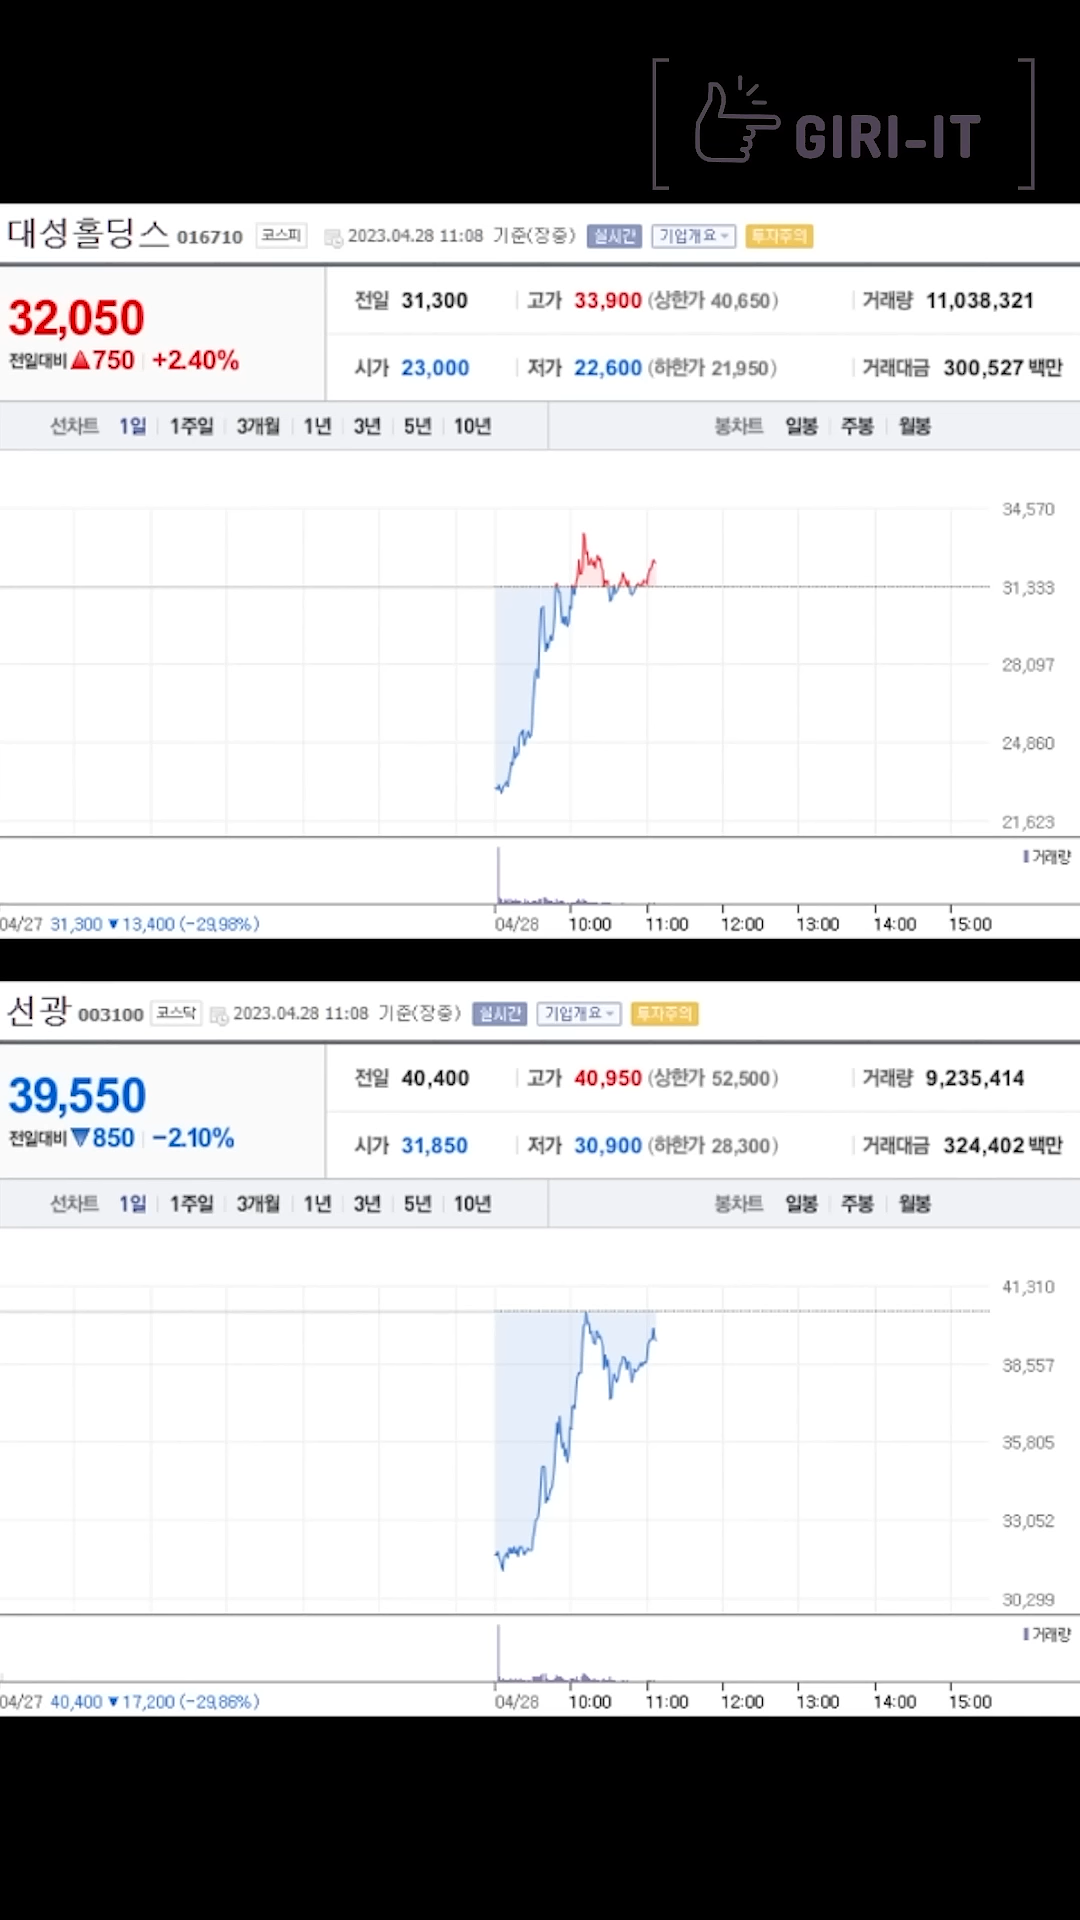 GIRI-IT
대성홀딩스 016710 코스피 2023.04.28 11:08 기준(장중) 실시간 기업개요 투자주의
32,050
전일대비 ▲750 +2.40%
전일 31,300 고가 33,900 (상한가 40,650) 거래량 11,038,321
시가 23,000 저가 22,600 (하한가 21,950) 거래대금 300,527 백만
선차트 1일 1주일 3개월 1년 3년 5년 10년 봉차트 일봉 주봉 월봉
34,570
31,333
28,097
24,860
21,623
거래량
04/27 31,300 ▼13,400 (-29,98%)
04/28 10:00 11:00 12:00 13:00 14:00 15:00
선광 003100 코스닥 2023.04.28 11:08 기준(장중) 실시간 기업개요 투자주의
39,550
전일대비 ▼850 -2.10%
전일 40,400 고가 40,950 (상한가 52,500) 거래량 9,235,414
시가 31,850 저가 30,900 (하한가 28,300) 거래대금 324,402 백만
선차트 1일 1주일 3개월 1년 3년 5년 10년 봉차트 일봉 주봉 월봉
41,310
38,557
35,805
33,052
30,299
거래량
04/27 40,400 ▼17,200 (-29,86%)
04/28 10:00 11:00 12:00 13:00 14:00 15:00